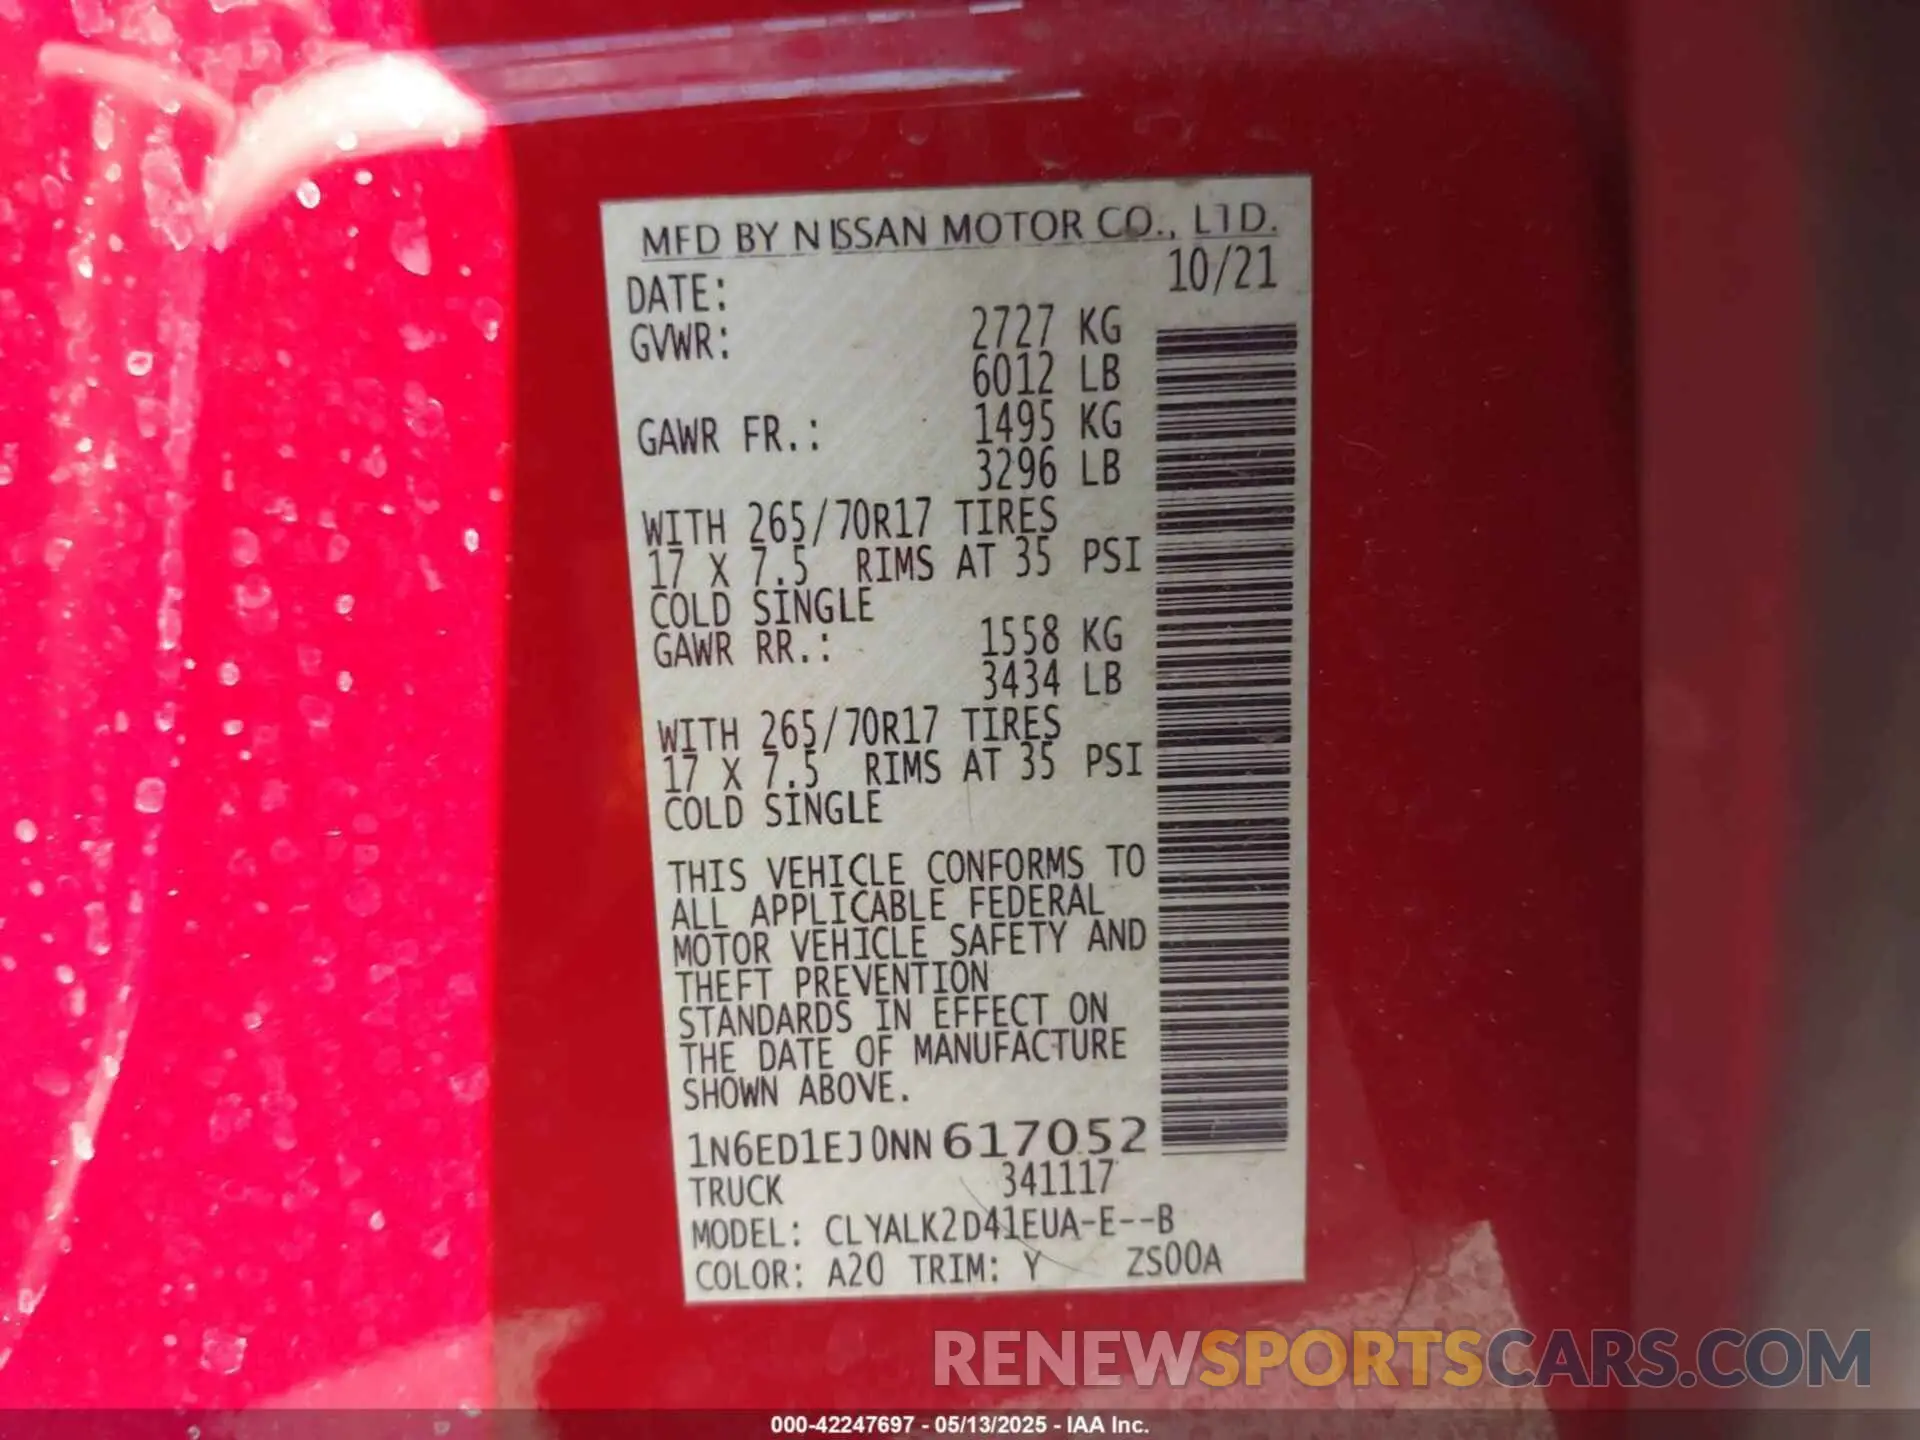 MFD BY NISSAN MOTOR CO., LTD.
DATE: 10/21
GVWR: 2727 KG
6012 LB
GAWR FR.: 1495 KG
3296 LB
WITH 265/70R17 TIRES
17 X 7.5 RIMS AT 35 PSI
COLD SINGLE
GAWR RR.: 1558 KG
3434 LB
WITH 265/70R17 TIRES
17 X 7.5 RIMS AT 35 PSI
COLD SINGLE
THIS VEHICLE CONFORMS TO
ALL APPLICABLE FEDERAL
MOTOR VEHICLE SAFETY AND
THEFT PREVENTION
STANDARDS IN EFFECT ON
THE DATE OF MANUFACTURE
SHOWN ABOVE.
1N6ED1EJ0NN617052
TRUCK 341117
MODEL: CLYALK2D41EUA-E--B
COLOR: A20 TRIM: Y ZS00A
RENEWSPORTSCARS.COM
000-42247697 - 05/13/2025 - IAA Inc.